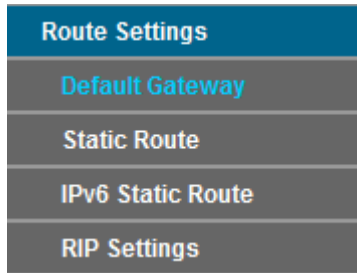 Route Settings
Default Gateway
Static Route
IPv6 Static Route
RIP Settings